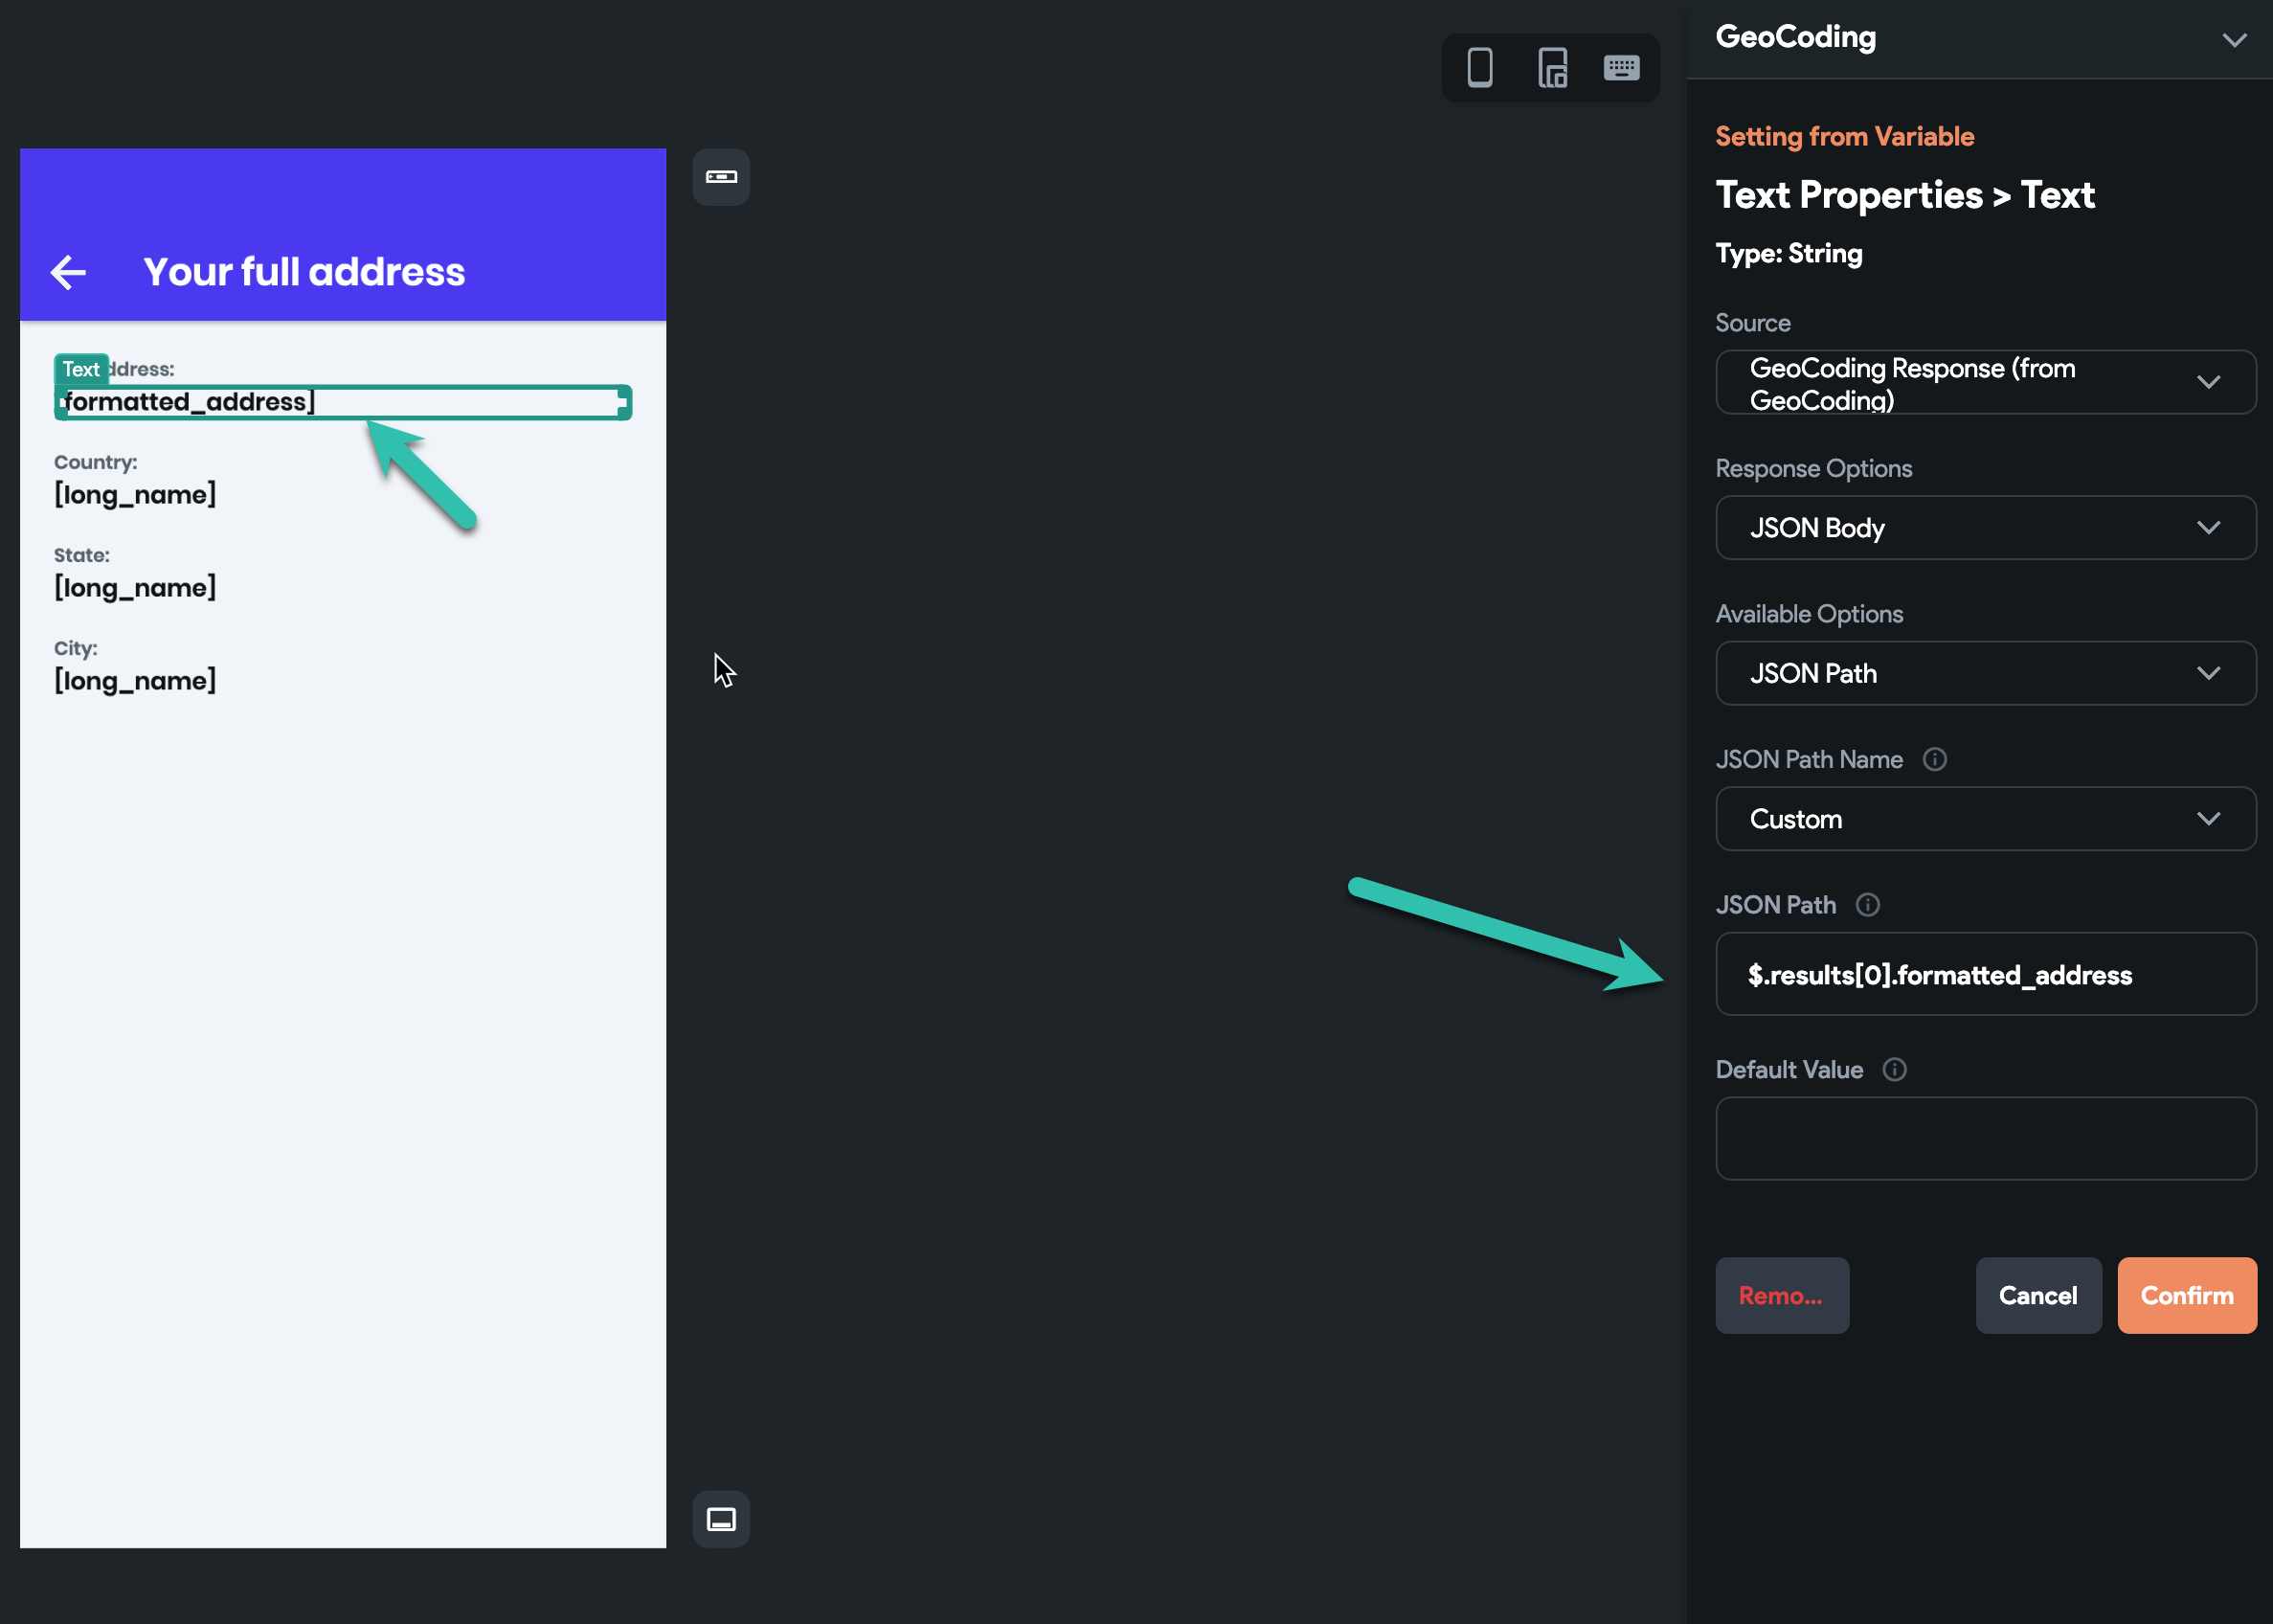 GeoCoding
Setting from Variable
Text Properties > Text
Type: String
Source
GeoCoding Response (from
GeoCoding)
Response Options
JSON Body
Available Options
JSON Path
JSON Path Name
Custom
JSON Path
$.results[0].formatted_address
Default Value
Remo...
Cancel
Confirm
Your full address
Text
ddress:
formatted_address]
Country:
[long_name]
State:
[long_name]
City:
[long_name]